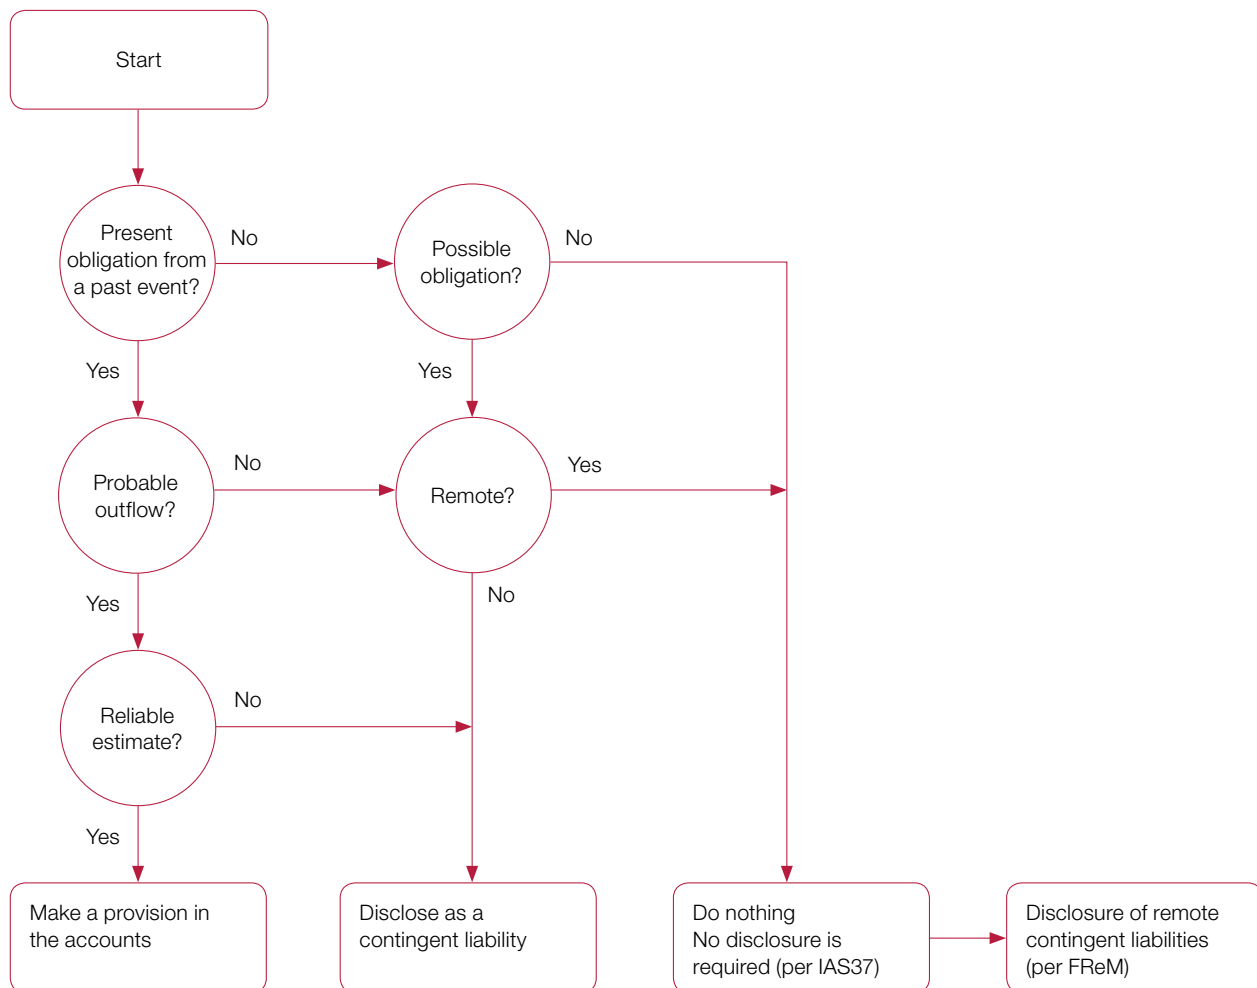 Start
Present
obligation from
a past event?
No
Possible
obligation?
No
Yes
Yes
Probable
outflow?
No
Remote?
Yes
Yes
No
Reliable
estimate?
No
Yes
Make a provision in
the accounts
Disclose as a
contingent liability
Do nothing
No disclosure is
required (per IAS37)
Disclosure of remote
contingent liabilities
(per FReM)